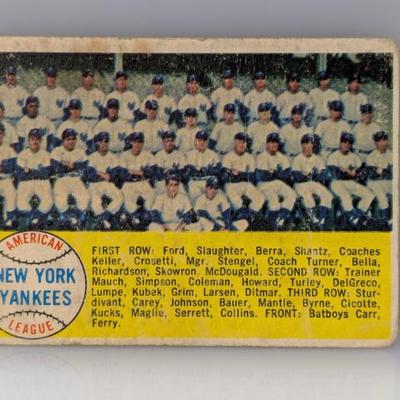 AMERICAN
NEW YORK
YANKEES
LEAGUE
FIRST ROW: Ford, Slaughter, Berra, Shantz, Coaches
Keller, Crosetti, Mgr. Stengel, Coach Turner, Bella,
Richardson, Skowron, McDougald. SECOND ROW: Trainer
Mauch, Simpson, Coleman, Howard, Turley, DelGreco,
Lumpe, Kubek, Grim, Larsen, Ditmar. THIRD ROW: Stur-
divant, Carey, Johnson, Bauer, Mantle, Byrne, Cicotte,
Kucks, Maglie, Serrett, Collins. FRONT: Batboys Carr,
Ferry.